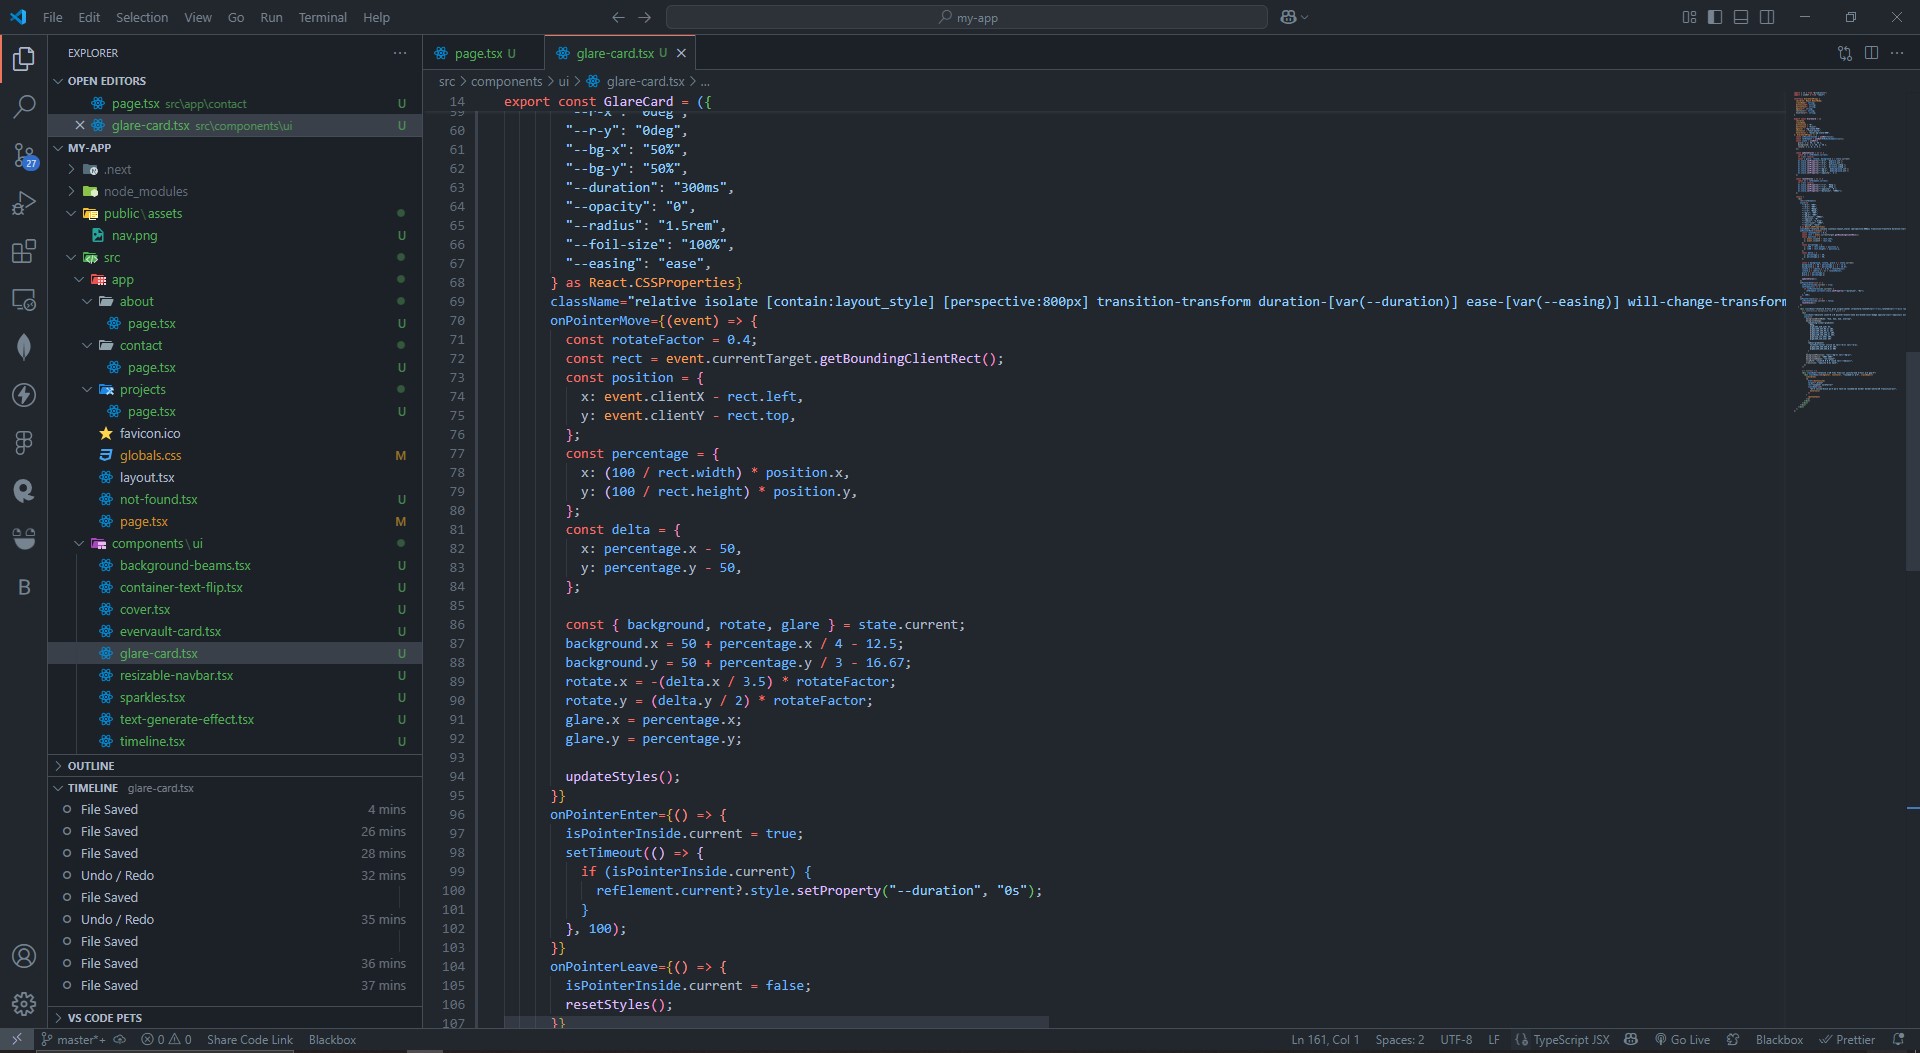 File Edit Selection View Go Run Terminal Help
my-app
EXPLORER
OPEN EDITORS
page.tsx src\app\contact U
glare-card.tsx src\components\ui U
MY-APP
.next
node_modules
public\assets
nav.png U
src
app
about
page.tsx U
contact
page.tsx U
projects
page.tsx U
favicon.ico
globals.css M
layout.tsx
not-found.tsx U
page.tsx M
components\ui
background-beams.tsx U
container-text-flip.tsx U
cover.tsx U
evervault-card.tsx U
glare-card.tsx U
resizable-navbar.tsx U
sparkles.tsx U
text-generate-effect.tsx U
timeline.tsx U
OUTLINE
TIMELINE glare-card.tsx
File Saved 4 mins
File Saved 26 mins
File Saved 28 mins
Undo / Redo 32 mins
File Saved
Undo / Redo 35 mins
File Saved
File Saved 36 mins
File Saved 37 mins
VS CODE PETS
27
B
page.tsx U
glare-card.tsx U
src > components > ui > glare-card.tsx > ...
14 export const GlareCard = ({
59 "--r-x": "0deg",
60 "--r-y": "0deg",
61 "--bg-x": "50%",
62 "--bg-y": "50%",
63 "--duration": "300ms",
64 "--opacity": "0",
65 "--radius": "1.5rem",
66 "--foil-size": "100%",
67 "--easing": "ease",
68 } as React.CSSProperties}
69 className="relative isolate [contain:layout_style] [perspective:800px] transition-transform duration-[var(--duration)] ease-[var(--easing)] will-change-transform
70 onPointerMove={(event) => {
71 const rotateFactor = 0.4;
72 const rect = event.currentTarget.getBoundingClientRect();
73 const position = {
74 x: event.clientX - rect.left,
75 y: event.clientY - rect.top,
76 };
77 const percentage = {
78 x: (100 / rect.width) * position.x,
79 y: (100 / rect.height) * position.y,
80 };
81 const delta = {
82 x: percentage.x - 50,
83 y: percentage.y - 50,
84 };
85
86 const { background, rotate, glare } = state.current;
87 background.x = 50 + percentage.x / 4 - 12.5;
88 background.y = 50 + percentage.y / 3 - 16.67;
89 rotate.x = -(delta.x / 3.5) * rotateFactor;
90 rotate.y = (delta.y / 2) * rotateFactor;
91 glare.x = percentage.x;
92 glare.y = percentage.y;
93
94 updateStyles();
95 }}
96 onPointerEnter={() => {
97 isPointerInside.current = true;
98 setTimeout(() => {
99 if (isPointerInside.current) {
100 refElement.current?.style.setProperty("--duration", "0s");
101 }
102 }, 100);
103 }}
104 onPointerLeave={() => {
105 isPointerInside.current = false;
106 resetStyles();
107 }}
master*+ 0 0 Share Code Link Blackbox
Ln 161, Col 1 Spaces: 2 UTF-8 LF TypeScript JSX Go Live Blackbox Prettier